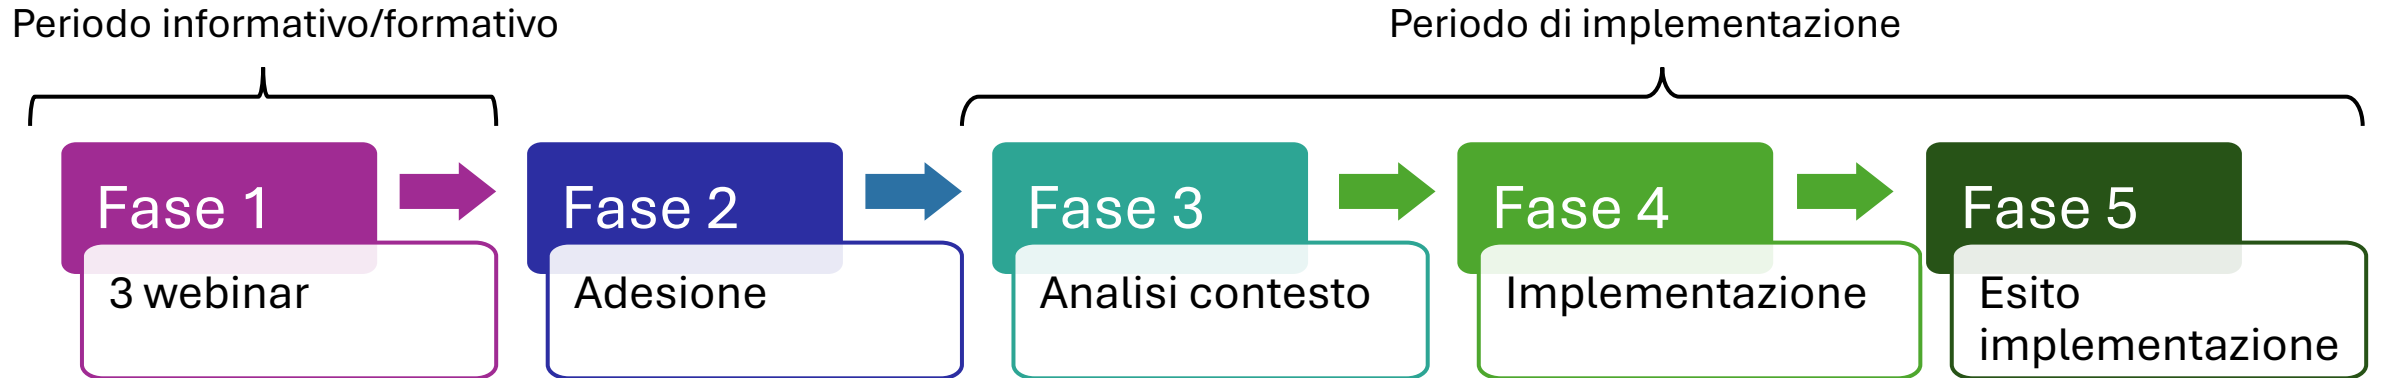 Periodo informativo/formativo
Periodo di implementazione
Fase 1
3 webinar
Fase 2
Adesione
Fase 3
Analisi contesto
Fase 4
Implementazione
Fase 5
Esito
implementazione